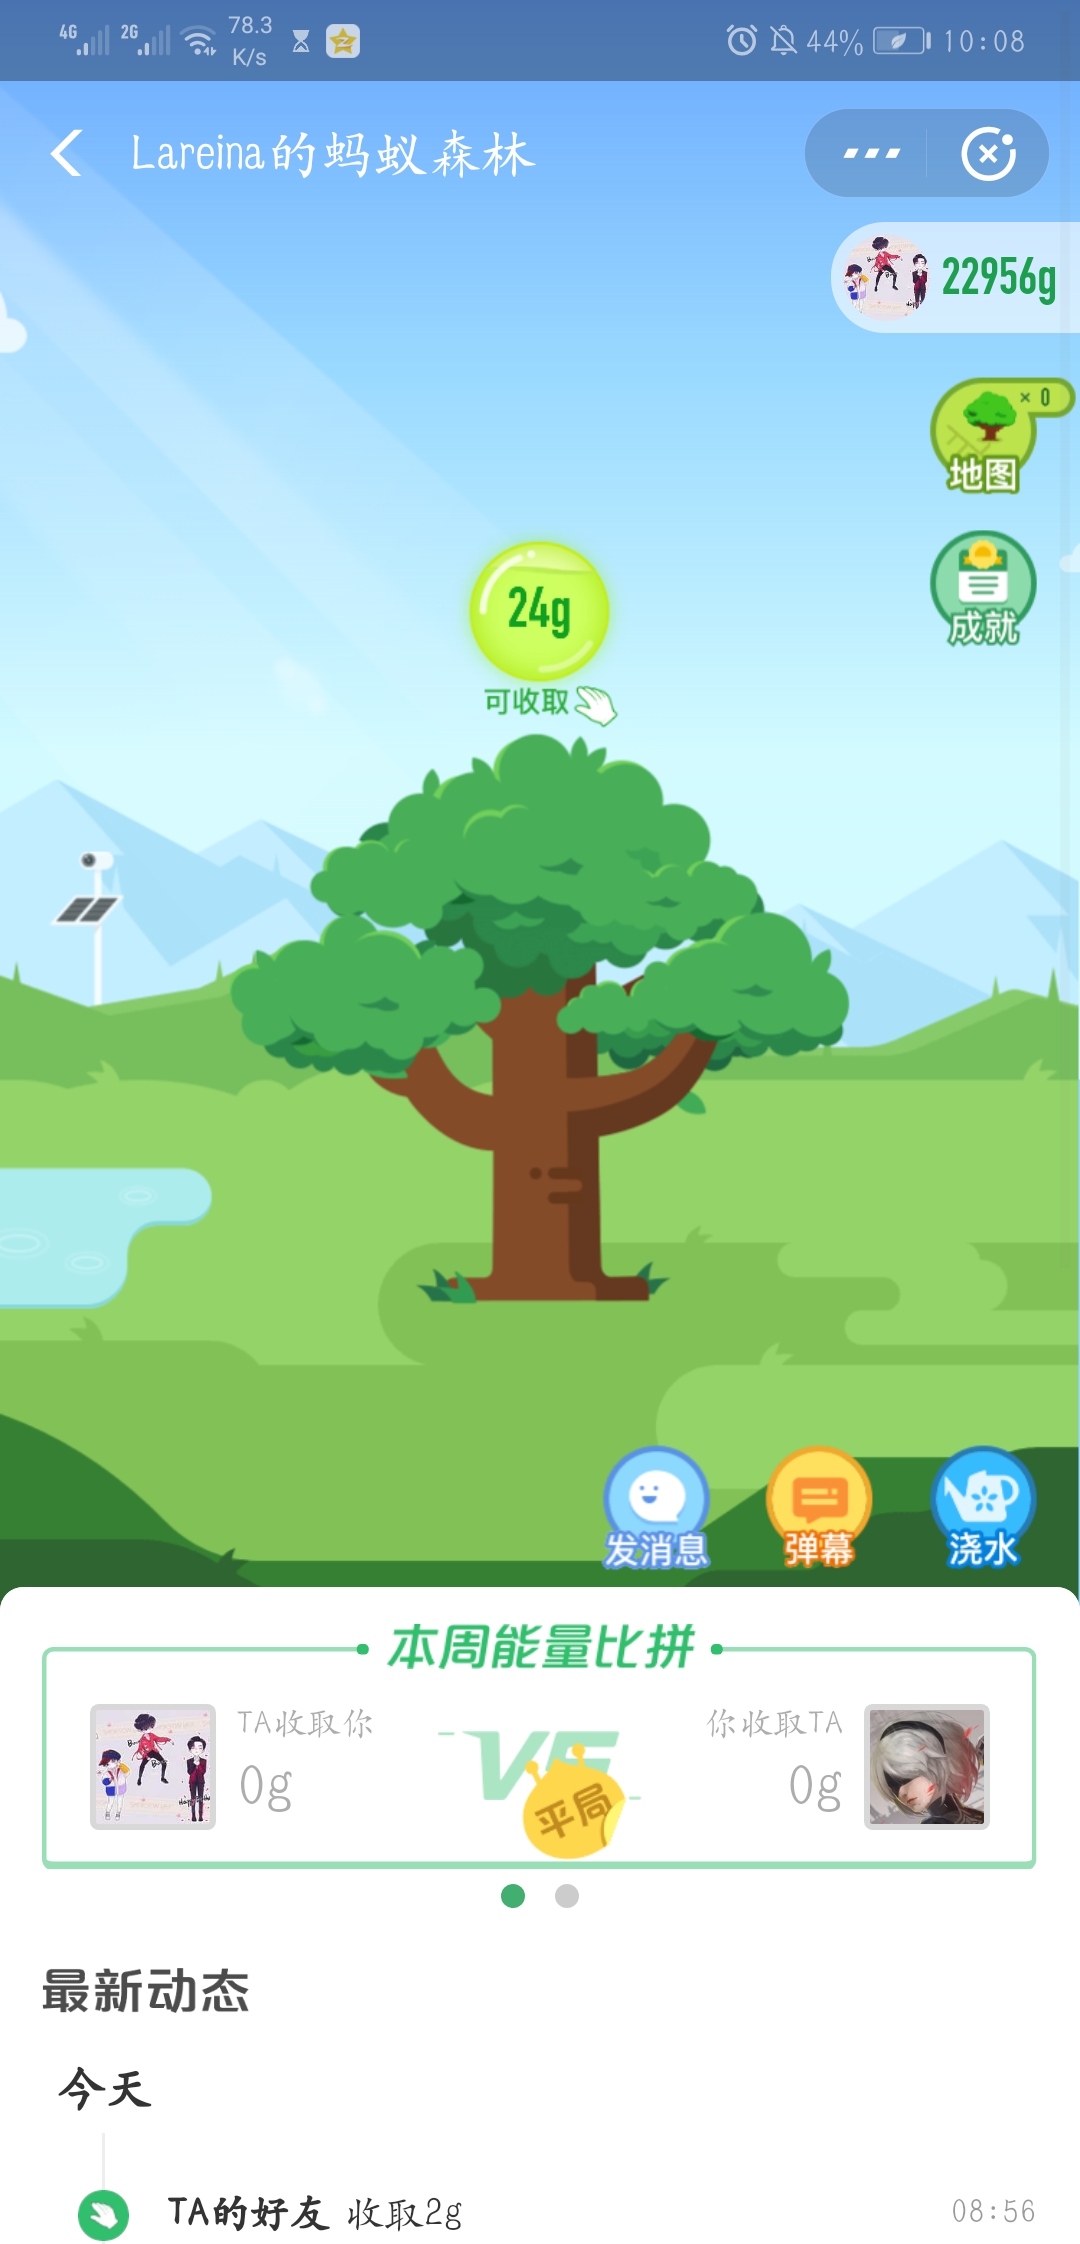 4G 2G 78.3 K/s 44% 10:08
Lareina的蚂蚁森林
22956g
× 0
地图
成就
24g
可收取
发消息 弹幕 浇水
本周能量比拼
TA收取你 你收取TA
0g VS 0g
平局
最新动态
今天
TA的好友 收取2g 08:56